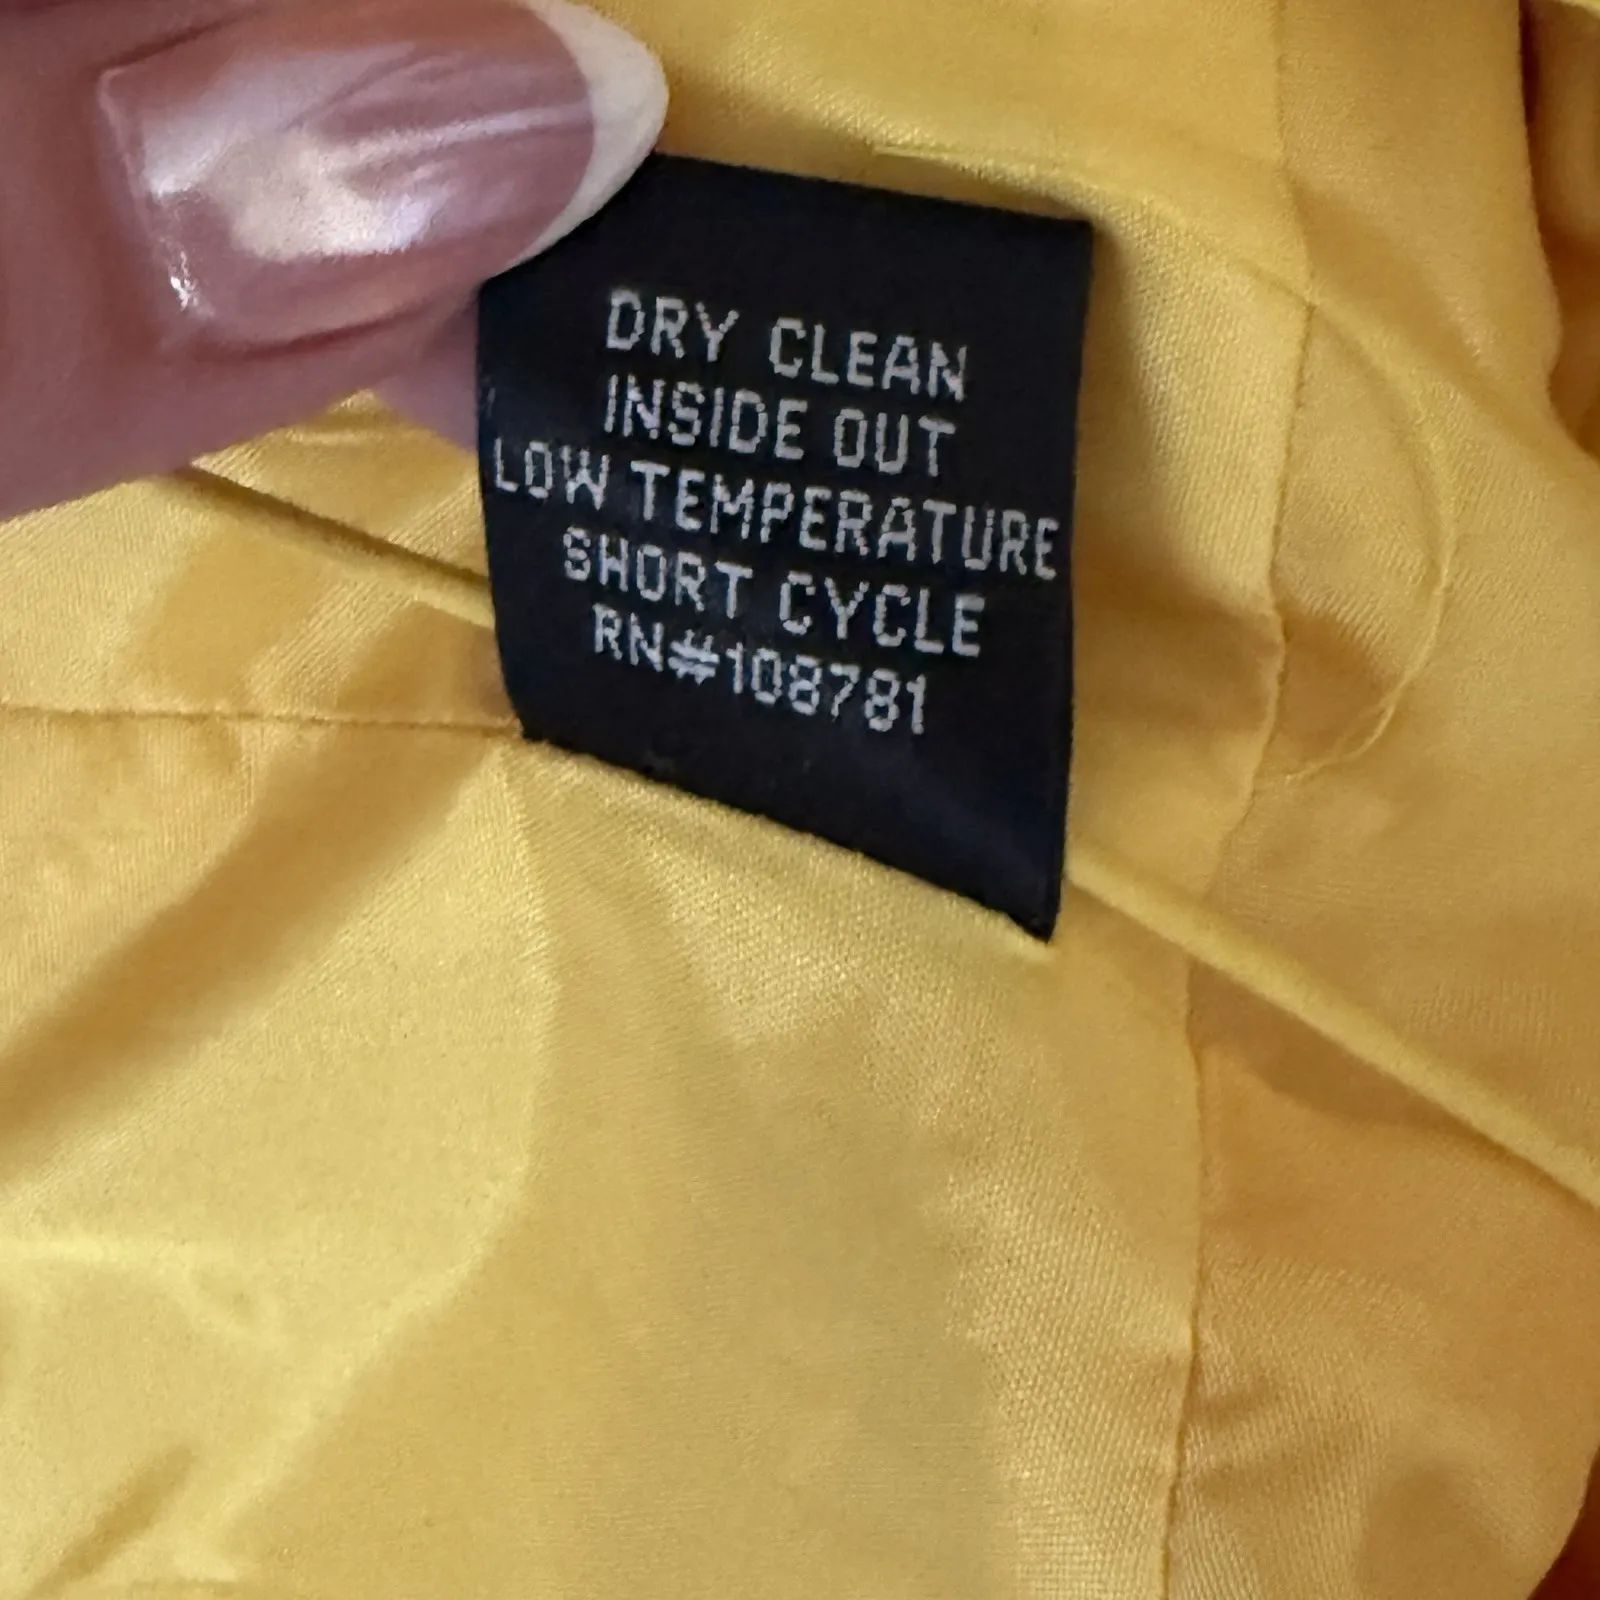 DRY CLEAN
INSIDE OUT
LOW TEMPERATURE
SHORT CYCLE
RN#108781